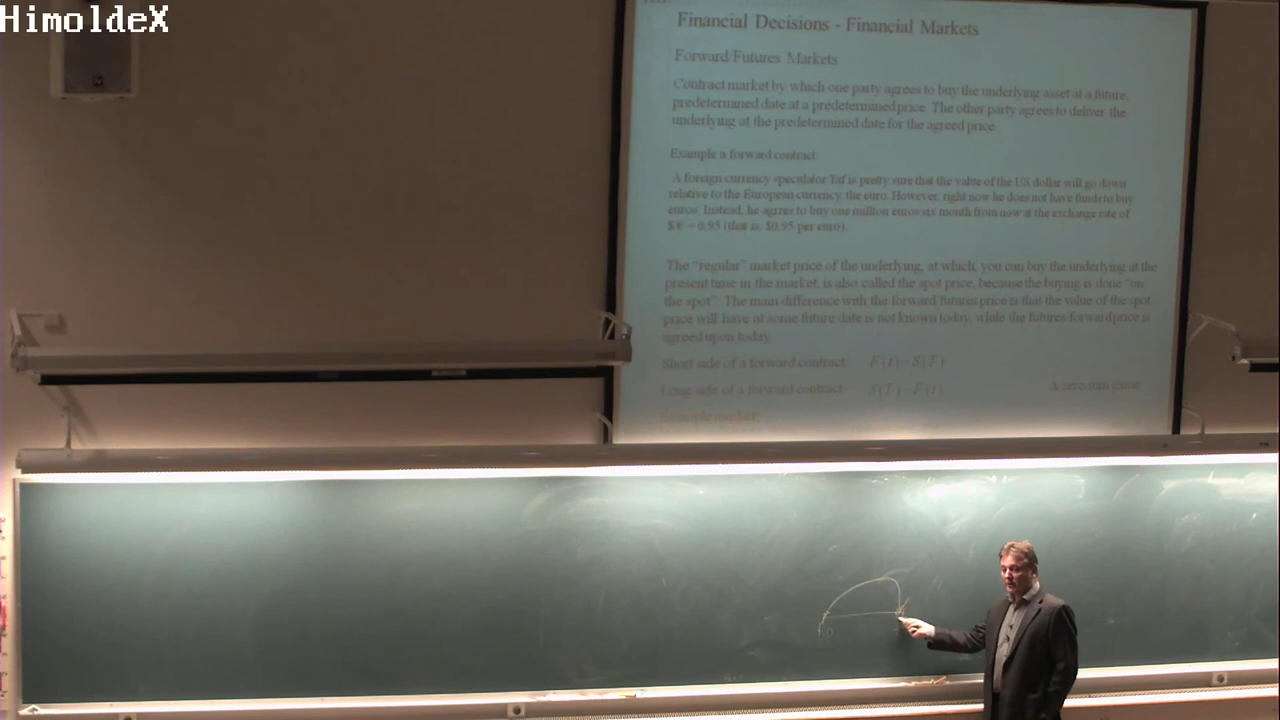 HimoldeX
Financial Decisions - Financial Markets
Forward/Futures Markets
Contract market by which one party agrees to buy the underlying asset at a future,
predetermined date at a predetermined price. The other party agrees to deliver the
underlying at the predetermined date for the agreed price.
Example a forward contract:
A foreign currency speculator Taf is pretty sure that the value of the US dollar will go down
relative to the European currency, the euro. However, right now he does not have funds to buy
euros. Instead, he agrees to buy one million euros six month from now at the exchange rate of
$/€ = 0.95 (that is, $0.95 per euro).
The "regular" market price of the underlying, at which, you can buy the underlying at the
present time in the market, is also called the spot price, because the buying is done "on
the spot". The main difference with the forward/futures price is that the value of the spot
price will have at some future date is not known today, while the futures/forward price is
agreed upon today.
Short side of a forward contract: F(t) - S(T)
Long side of a forward contract: S(T) - F(t) A zero sum game
Example market:
0